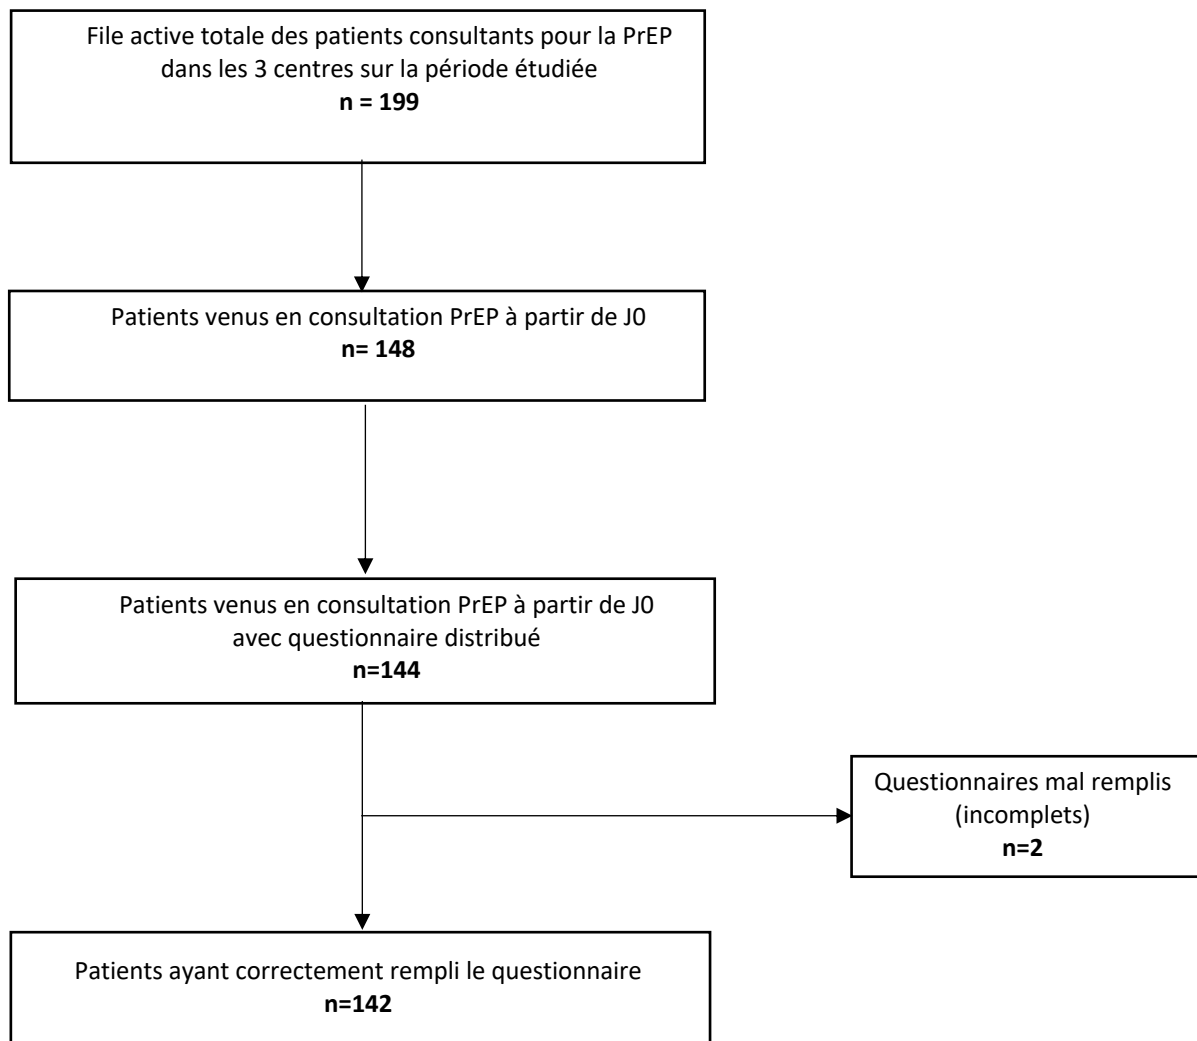 File active totale des patients consultants pour la PrEP
dans les 3 centres sur la période étudiée
n = 199
Patients venus en consultation PrEP à partir de J0
n= 148
Patients venus en consultation PrEP à partir de J0
avec questionnaire distribué
n=144
Questionnaires mal remplis
(incomplets)
n=2
Patients ayant correctement rempli le questionnaire
n=142